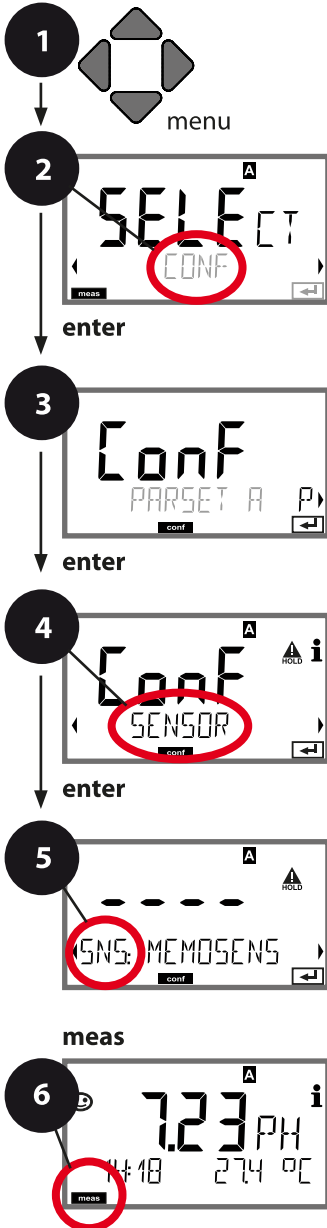 1
menu
2
A
SELECT
CONF
meas
enter
3
ConF
PARSET A P
conf
enter
4
A
HOLD i
ConF
SENSOR
conf
enter
5
A
HOLD
----
SNS: MEMOSENS
conf
meas
6
A
i
7.23 PH
14:18 27.4 °C
meas